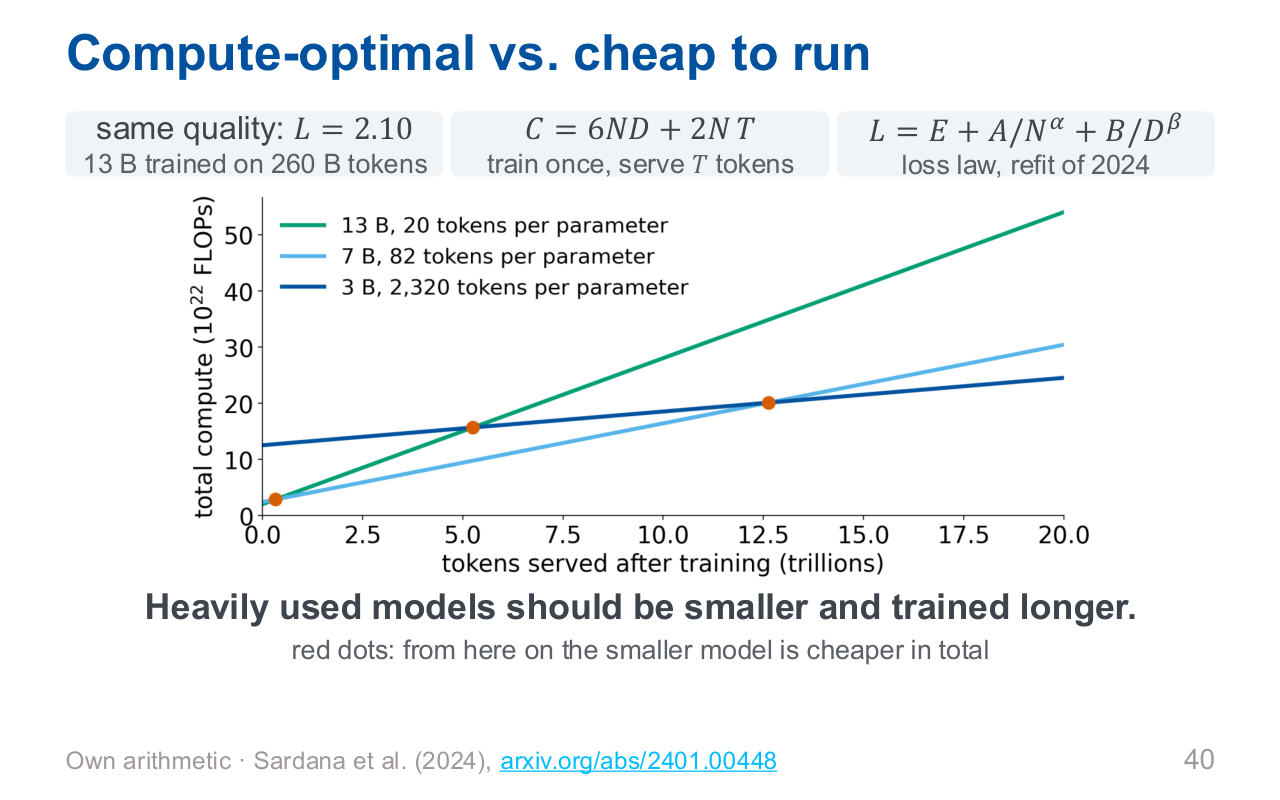 Compute-optimal vs. cheap to run
same quality: L = 2.10
13 B trained on 260 B tokens
C = 6ND + 2N T
train once, serve T tokens
L = E + A/N^α + B/D^β
loss law, refit of 2024
total compute (10^22 FLOPs)
50
40
30
20
10
0
13 B, 20 tokens per parameter
7 B, 82 tokens per parameter
3 B, 2,320 tokens per parameter
0.0 2.5 5.0 7.5 10.0 12.5 15.0 17.5 20.0
tokens served after training (trillions)
Heavily used models should be smaller and trained longer.
red dots: from here on the smaller model is cheaper in total
Own arithmetic · Sardana et al. (2024), arxiv.org/abs/2401.00448
40